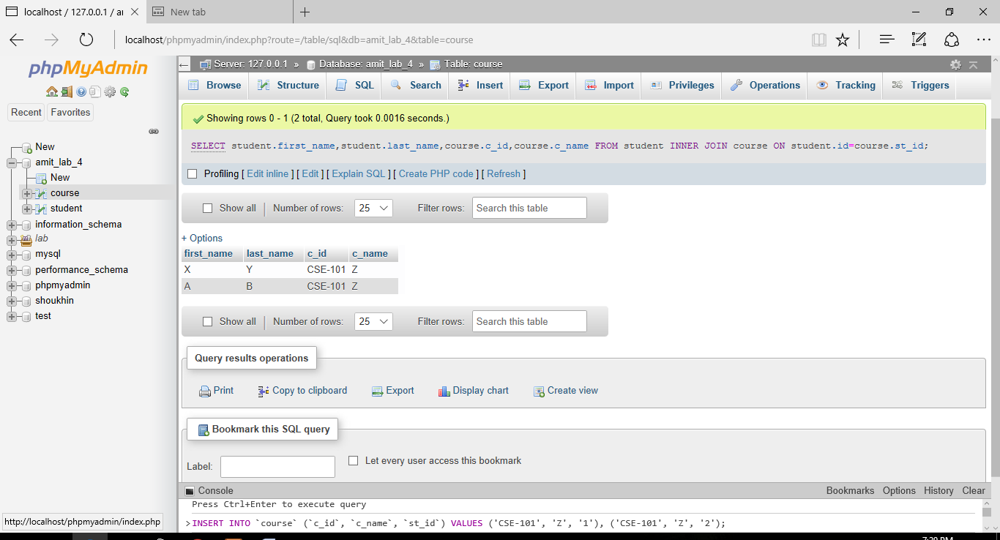 localhost / 127.0.0.1 / aı
New tab
localhost/phpmyadmin/index.php?route=/table/sql&db=amit_lab_4&table=course
phpMyAdmin
Recent Favorites
New
amit_lab_4
New
course
student
information_schema
lab
mysql
performance_schema
phpmyadmin
shoukhin
test
http://localhost/phpmyadmin/index.php
Server: 127.0.0.1 » Database: amit_lab_4 » Table: course
Browse Structure SQL Search Insert Export Import Privileges Operations Tracking Triggers
Showing rows 0 - 1 (2 total, Query took 0.0016 seconds.)
SELECT student.first_name,student.last_name,course.c_id,course.c_name FROM student INNER JOIN course ON student.id=course.st_id;
Profiling [ Edit inline ] [ Edit ] [ Explain SQL ] [ Create PHP code ] [ Refresh ]
Show all | Number of rows: 25 Filter rows: Search this table
+ Options
first_name last_name c_id c_name
X Y CSE-101 Z
A B CSE-101 Z
Show all | Number of rows: 25 Filter rows: Search this table
Query results operations
Print Copy to clipboard Export Display chart Create view
Bookmark this SQL query
Label: Let every user access this bookmark
Console Bookmarks Options History Clear
Press Ctrl+Enter to execute query
>INSERT INTO `course` (`c_id`, `c_name`, `st_id`) VALUES ('CSE-101', 'Z', '1'), ('CSE-101', 'Z', '2');